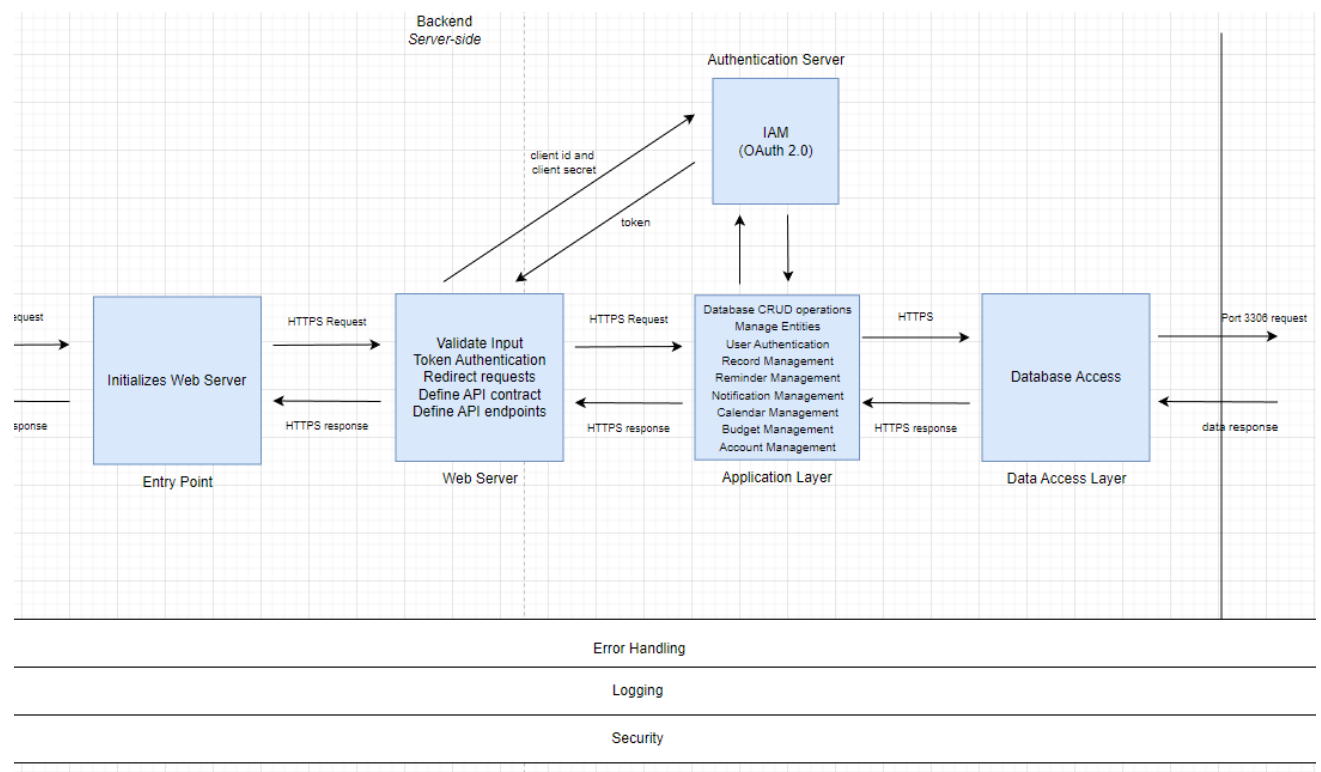 Backend
Server-side
Authentication Server
IAM
(OAuth 2.0)
client id and
client secret
token
equest
HTTPS Request
HTTPS Request
HTTPS
Port 3306 request
Initializes Web Server
Validate Input
Token Authentication
Redirect requests
Define API contract
Define API endpoints
Database CRUD operations
Manage Entities
User Authentication
Record Management
Reminder Management
Notification Management
Calendar Management
Budget Management
Account Management
Database Access
sponse
HTTPS response
HTTPS response
HTTPS response
data response
Entry Point
Web Server
Application Layer
Data Access Layer
Error Handling
Logging
Security